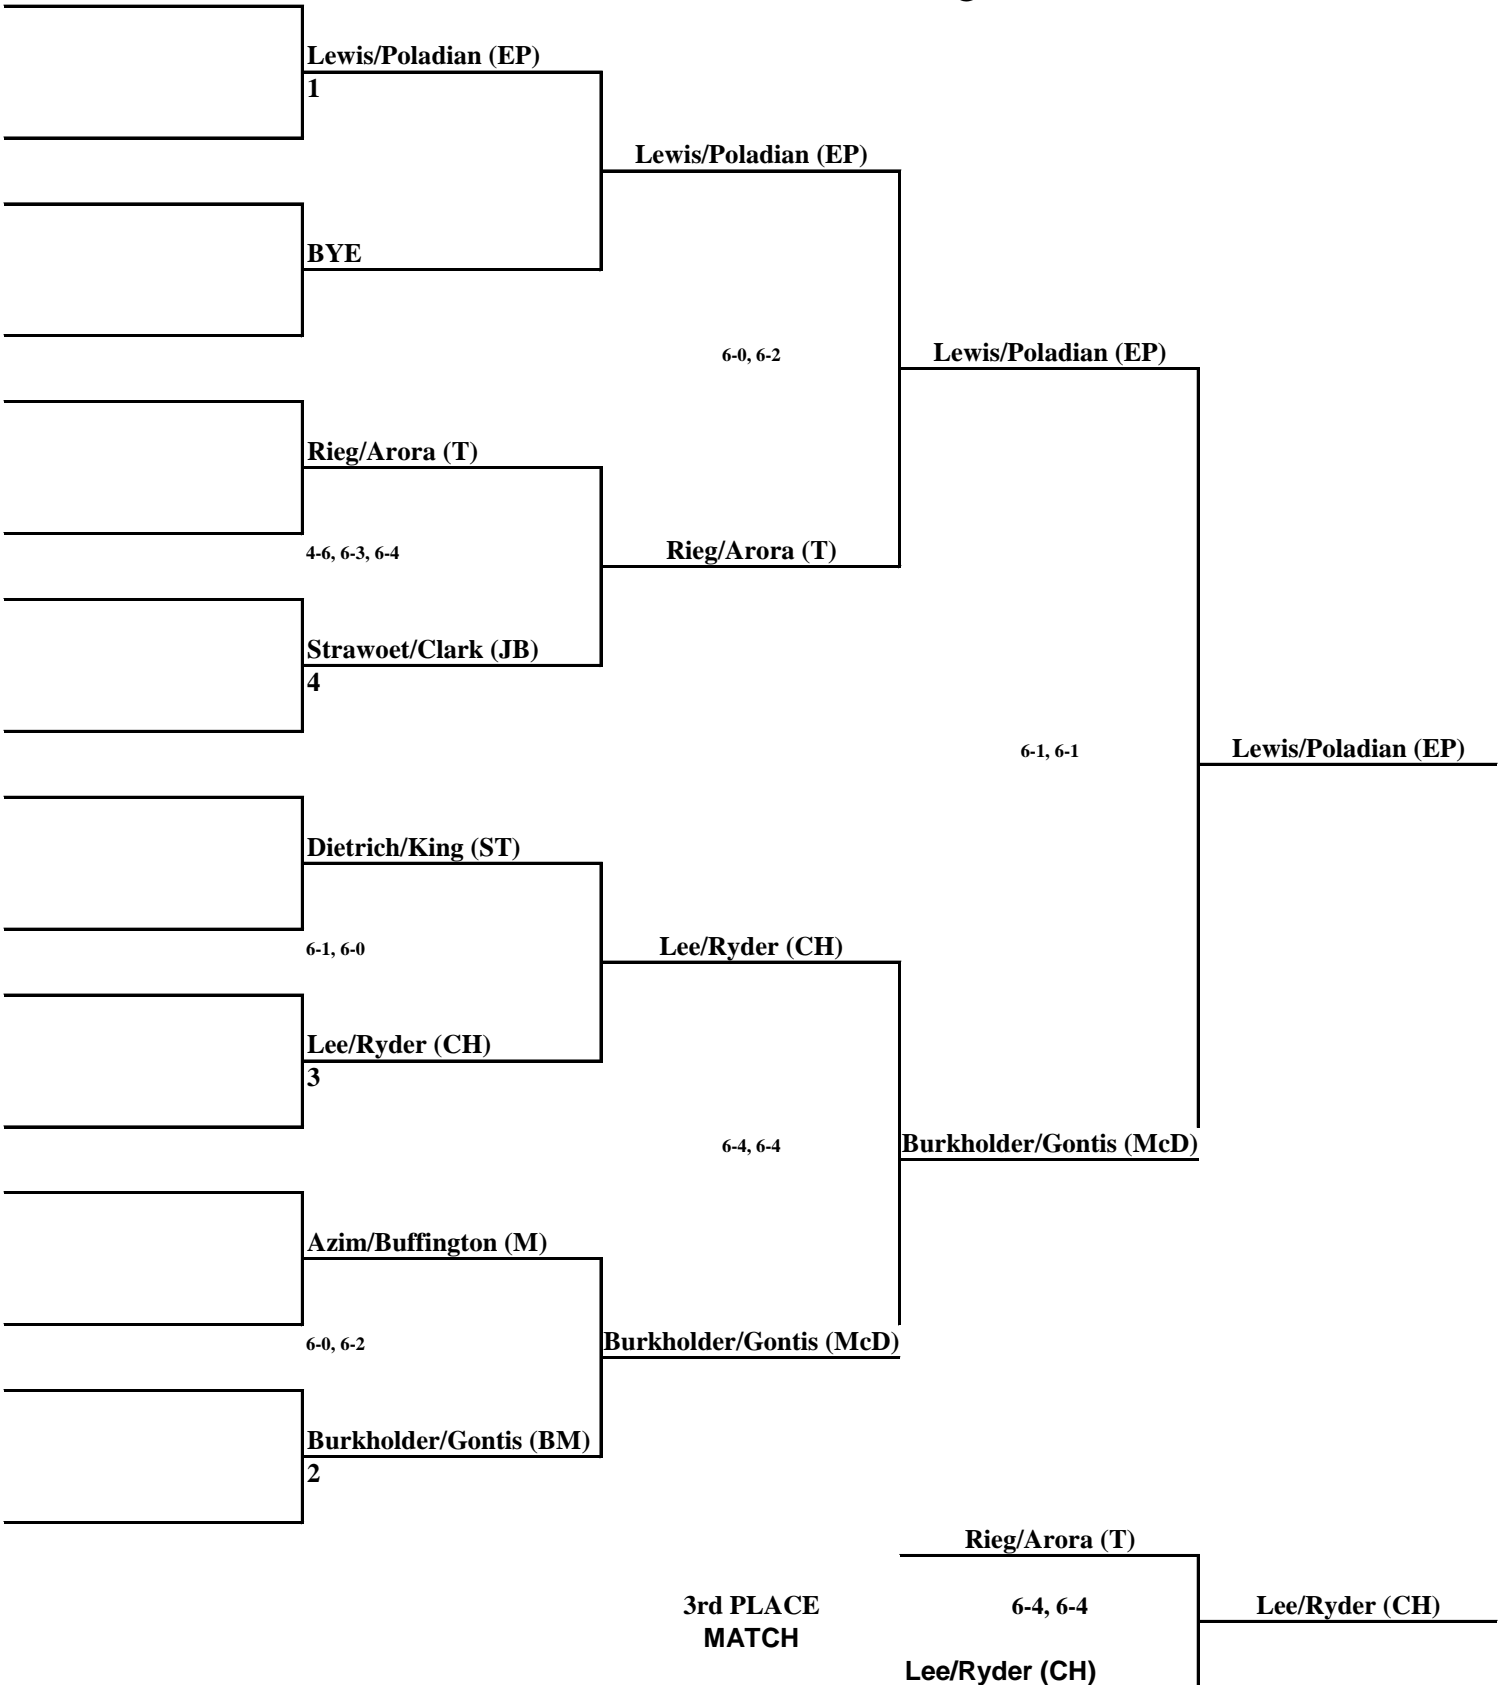 Lewis/Poladian (EP)
1
Lewis/Poladian (EP)
BYE
6-0, 6-2
Lewis/Poladian (EP)
Rieg/Arora (T)
4-6, 6-3, 6-4
Rieg/Arora (T)
Strawoet/Clark (JB)
4
6-1, 6-1
Lewis/Poladian (EP)
Dietrich/King (ST)
6-1, 6-0
Lee/Ryder (CH)
Lee/Ryder (CH)
3
6-4, 6-4
Burkholder/Gontis (McD)
Azim/Buffington (M)
6-0, 6-2
Burkholder/Gontis (McD)
Burkholder/Gontis (BM)
2
Rieg/Arora (T)
3rd PLACE
MATCH
6-4, 6-4
Lee/Ryder (CH)
Lee/Ryder (CH)